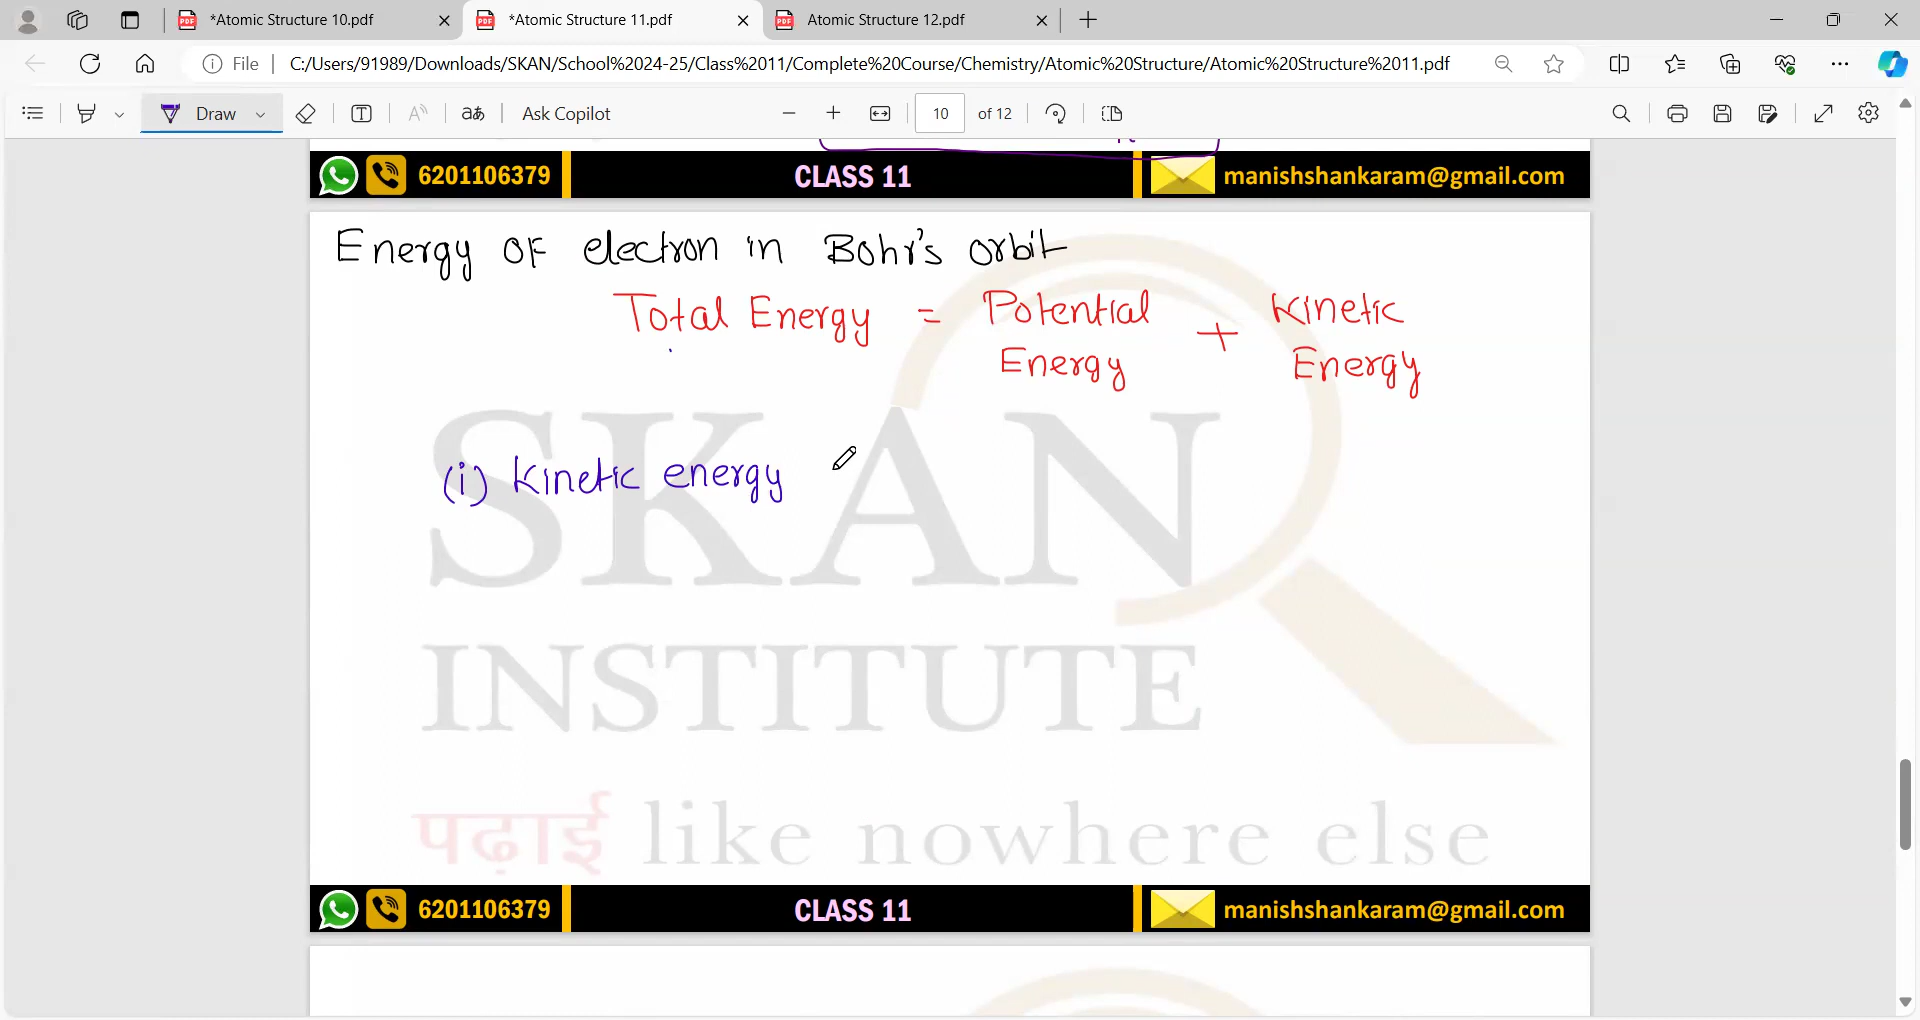 *Atomic Structure 10.pdf
*Atomic Structure 11.pdf
Atomic Structure 12.pdf
File
C:/Users/91989/Downloads/SKAN/School%2024-25/Class%2011/Complete%20Course/Chemistry/Atomic%20Structure/Atomic%20Structure%2011.pdf
Draw
aあ
Ask Copilot
10 of 12
6201106379 CLASS 11 manishshankaram@gmail.com
Energy of electron in Bohr's orbit
Total Energy = Potential Energy + Kinetic Energy
(i) Kinetic energy
SKAN
INSTITUTE
पढ़ाई like nowhere else
6201106379 CLASS 11 manishshankaram@gmail.com